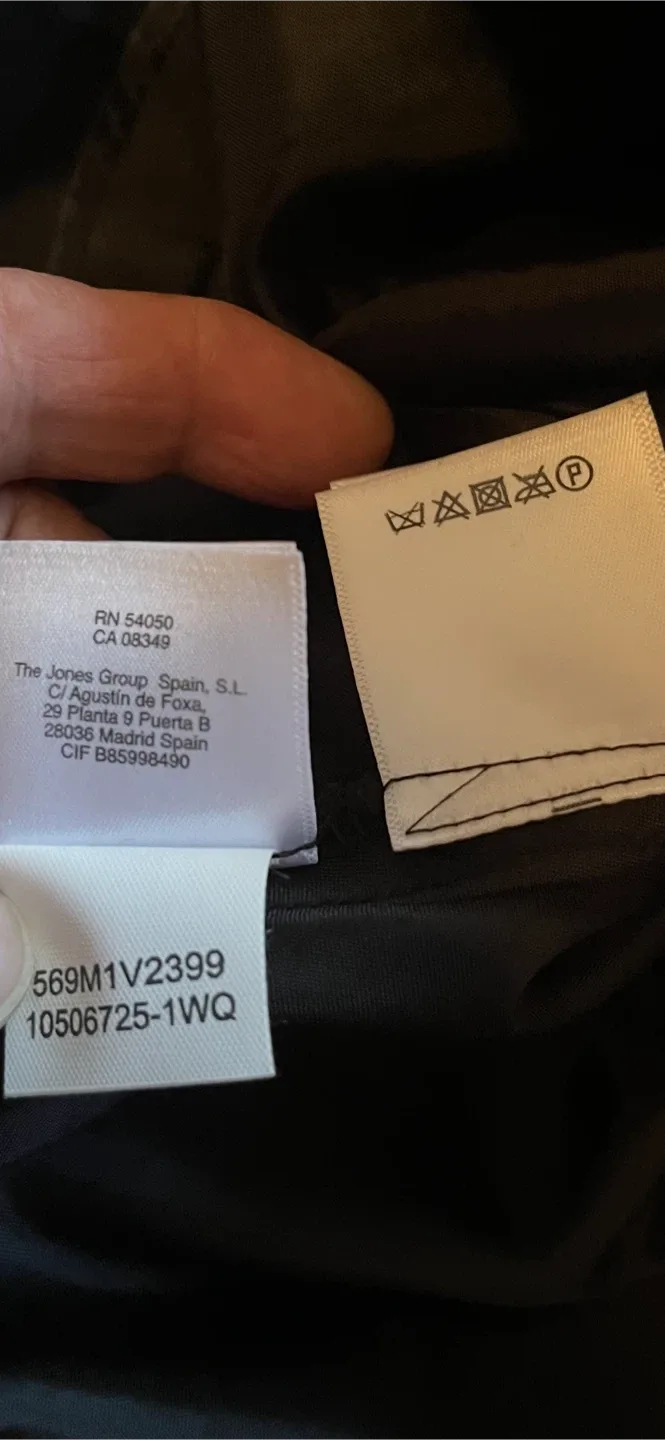 RN 54050
CA 08349
The Jones Group Spain, S.L.
C/ Agustín de Foxa,
29 Planta 9 Puerta B
28036 Madrid Spain
CIF B85998490
569M1V2399
10506725-1WQ
P